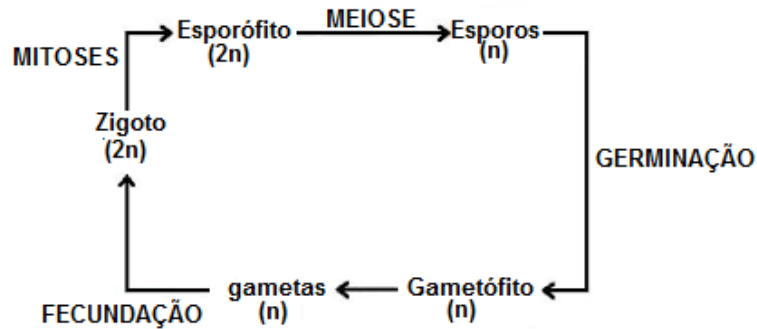 Esporófito
(2n)
MEIOSE
Esporos
(n)
MITOSES
Zigoto
(2n)
GERMINAÇÃO
gametas
(n)
Gametófito
(n)
FECUNDAÇÃO